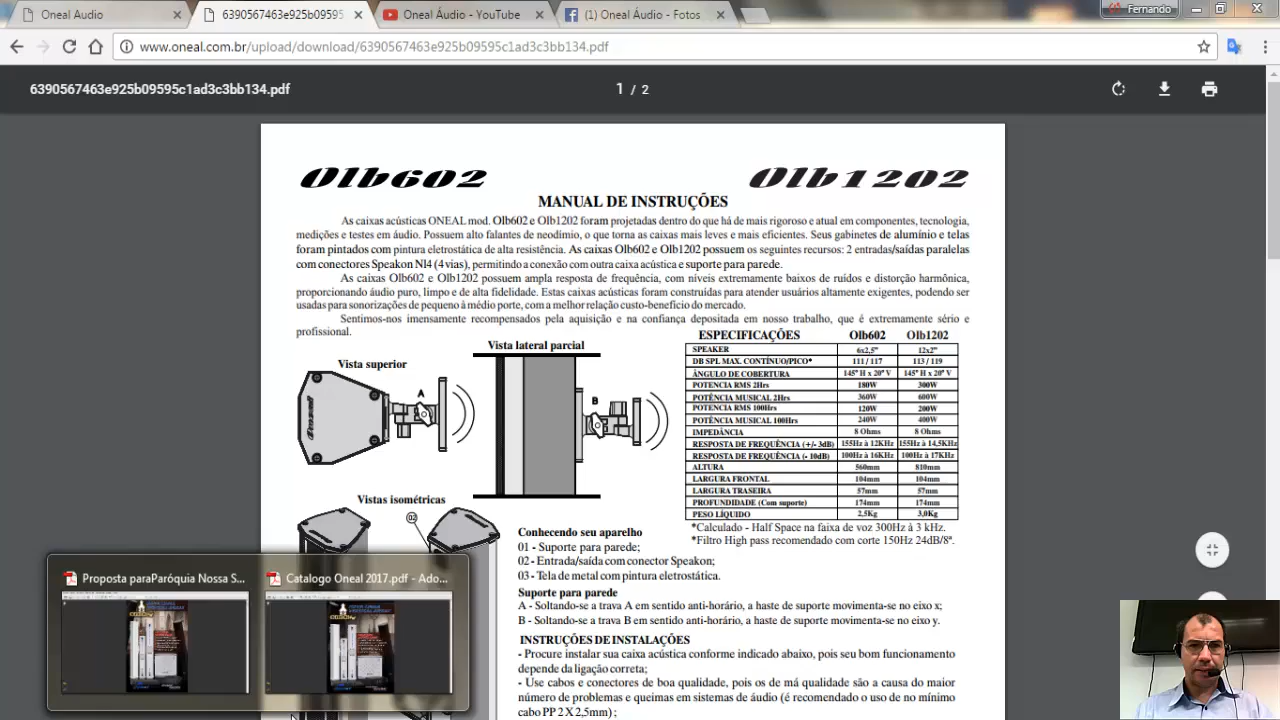 Oneal Áudio
6390567463e925b09595
Oneal Áudio - YouTube
(1) Oneal Áudio - Fotos
Fernando
www.oneal.com.br/upload/download/6390567463e925b09595c1ad3c3bb134.pdf
6390567463e925b09595c1ad3c3bb134.pdf
1 / 2
Olb602
Olb1202
MANUAL DE INSTRUÇÕES
As caixas acústicas ONEAL mod. Olb602 e Olb1202 foram projetadas dentro do que há de mais rigoroso e atual em componentes, tecnologia,
medições e testes em áudio. Possuem alto falantes de neodímio, o que torna as caixas mais leves e mais eficientes. Seus gabinetes de alumínio e telas
foram pintados com pintura eletrostática de alta resistência. As caixas Olb602 e Olb1202 possuem os seguintes recursos: 2 entradas/saídas paralelas
com conectores Speakon Nl4 (4 vias), permitindo a conexão com outra caixa acústica e suporte para parede.
As caixas Olb602 e Olb1202 possuem ampla resposta de frequência, com níveis extremamente baixos de ruídos e distorção harmônica,
proporcionando áudio puro, limpo e de alta fidelidade. Estas caixas acústicas foram construídas para atender usuários altamente exigentes, podendo ser
usadas para sonorizações de pequeno à médio porte, com a melhor relação custo-benefício do mercado.
Sentimos-nos imensamente recompensados pela aquisição e na confiança depositada em nosso trabalho, que é extremamente sério e
profissional.
Vista superior
A
oneal
Vista lateral parcial
B
ESPECIFICAÇÕES Olb602 Olb1202
SPEAKER 6x2,5" 12x2"
DB SPL MAX. CONTÍNUO/PICO* 111 / 117 113 / 119
ÂNGULO DE COBERTURA 145º H x 20º V 145º H x 20º V
POTENCIA RMS 2Hrs 180W 300W
POTÊNCIA MUSICAL 2Hrs 360W 600W
POTENCIA RMS 100Hrs 120W 200W
POTÊNCIA MUSICAL 100Hrs 240W 400W
IMPEDÂNCIA 8 Ohms 8 Ohms
RESPOSTA DE FREQUÊNCIA (+/- 3dB) 155Hz à 12KHz 155Hz à 14,5KHz
RESPOSTA DE FREQUÊNCIA (- 10dB) 100Hz à 16KHz 100Hz à 17KHz
ALTURA 560mm 810mm
LARGURA FRONTAL 104mm 104mm
LARGURA TRASEIRA 57mm 57mm
PROFUNDIDADE (Com suporte) 174mm 174mm
PESO LÍQUIDO 2,5Kg 3,0Kg
*Calculado - Half Space na faixa de voz 300Hz à 3 kHz.
*Filtro High pass recomendado com corte 150Hz 24dB/8ª.
Vistas isométricas
02
Conhecendo seu aparelho
01 - Suporte para parede;
02 - Entrada/saída com conector Speakon;
03 - Tela de metal com pintura eletrostática.
Suporte para parede
A - Soltando-se a trava A em sentido anti-horário, a haste de suporte movimenta-se no eixo x;
B - Soltando-se a trava B em sentido anti-horário, a haste de suporte movimenta-se no eixo y.
INSTRUÇÕES DE INSTALAÇÕES
- Procure instalar sua caixa acústica conforme indicado abaixo, pois seu bom funcionamento
depende da ligação correta;
- Use cabos e conectores de boa qualidade, pois os de má qualidade são a causa do maior
número de problemas e queimas em sistemas de áudio (é recomendado o uso de no mínimo
cabo PP 2 X 2,5mm) ;
Proposta paraParóquia Nossa S...
Catalogo Oneal 2017.pdf - Ado...